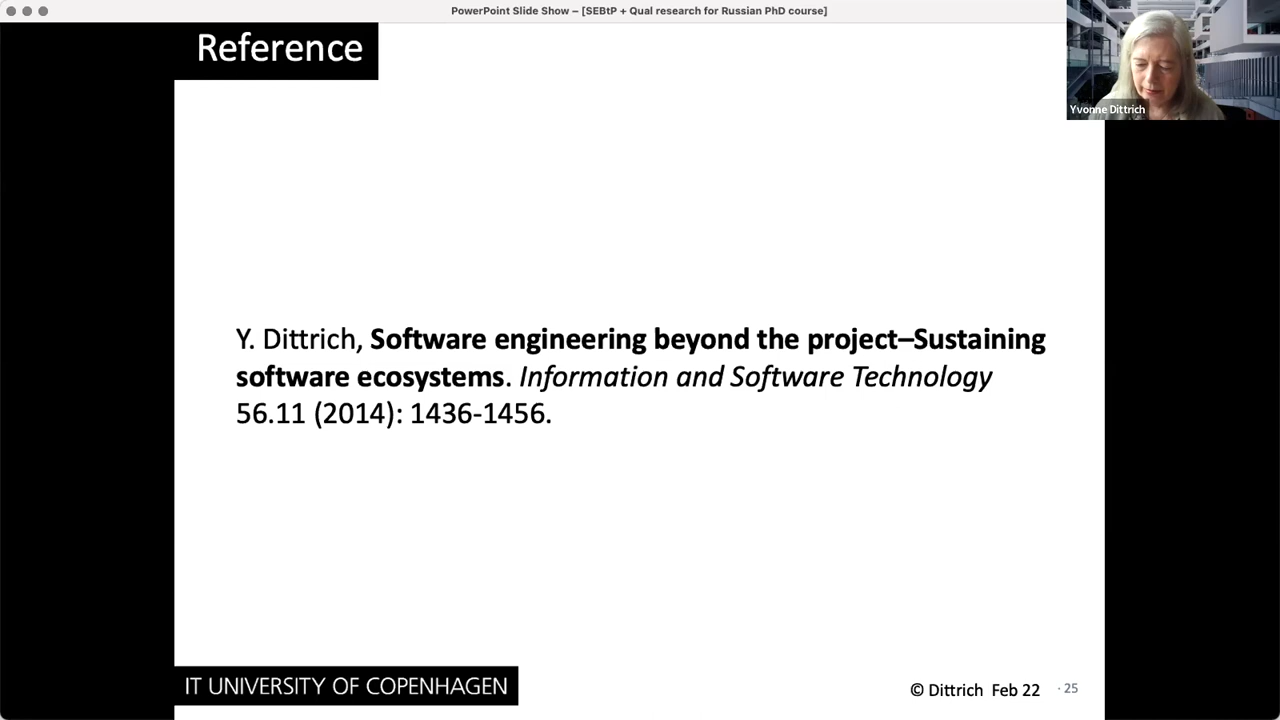 PowerPoint Slide Show – [SEBtP + Qual research for Russian PhD course]
Reference
Yvonne Dittrich
Y. Dittrich, Software engineering beyond the project–Sustaining
software ecosystems. Information and Software Technology
56.11 (2014): 1436-1456.
IT UNIVERSITY OF COPENHAGEN
© Dittrich Feb 22 · 25